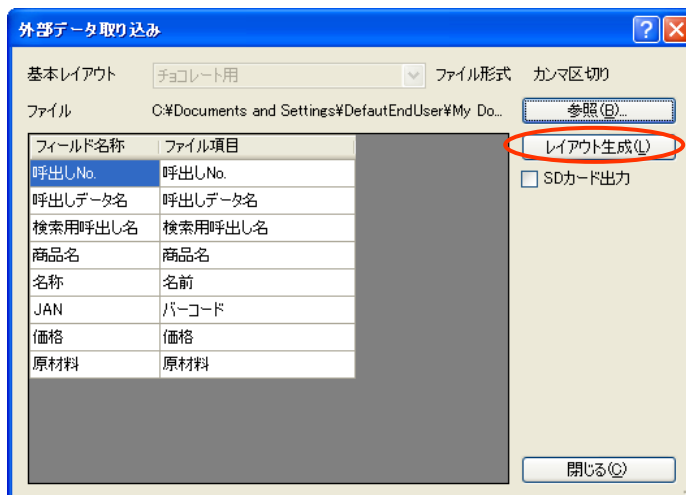 外部データ取り込み
基本レイアウト チョコレート用 ファイル形式 カンマ区切り
ファイル C:¥Documents and Settings¥DefautEndUser¥My Do... 参照(B)...
フィールド名称 ファイル項目 レイアウト生成(L)
呼出しNo. 呼出しNo. SDカード出力
呼出しデータ名 呼出しデータ名
検索用呼出し名 検索用呼出し名
商品名 商品名
名称 名前
JAN バーコード
価格 価格
原材料 原材料
閉じる(C)